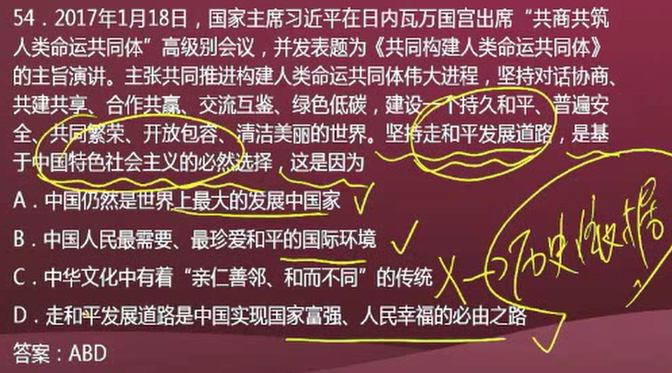 54．2017年1月18日，国家主席习近平在日内瓦万国宫出席“共商共筑
人类命运共同体”高级别会议，并发表题为《共同构建人类命运共同体》
的主旨演讲。主张共同推进构建人类命运共同体伟大进程，坚持对话协商、
共建共享、合作共赢、交流互鉴、绿色低碳，建设一个持久和平、普遍安
全、共同繁荣、开放包容、清洁美丽的世界。坚持走和平发展道路，是基
于中国特色社会主义的必然选择，这是因为
A．中国仍然是世界上最大的发展中国家
B．中国人民最需要、最珍爱和平的国际环境
C．中华文化中有着“亲仁善邻、和而不同”的传统
历史
D．走和平发展道路是中国实现国家富强、人民幸福的必由之路
答案：ABD